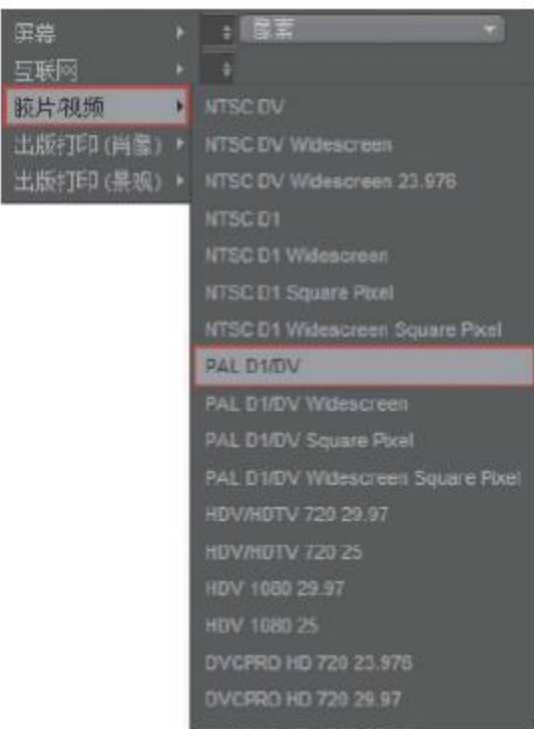 屏幕
互联网
胶片/视频
出版打印 (肖像)
出版打印 (景观)
像素
NTSC DV
NTSC DV Widescreen
NTSC DV Widescreen 23.976
NTSC D1
NTSC D1 Widescreen
NTSC D1 Square Pixel
NTSC D1 Widescreen Square Pixel
PAL D1/DV
PAL D1/DV Widescreen
PAL D1/DV Square Pixel
PAL D1/DV Widescreen Square Pixel
HDV/HDTV 720 29.97
HDV/HDTV 720 25
HDV 1080 29.97
HDV 1080 25
DVCPRO HD 720 23.976
DVCPRO HD 720 29.97